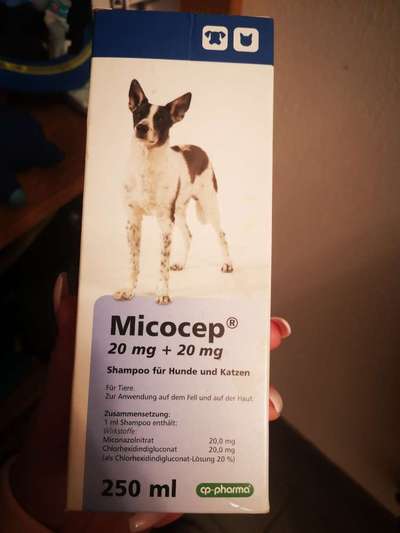 Micocep®
20 mg + 20 mg
Shampoo für Hunde und Katzen
Für Tiere.
Zur Anwendung auf dem Fell und auf der Haut
Zusammensetzung:
1 ml Shampoo enthält:
Wirkstoffe:
Miconazolnitrat 20,0 mg
Chlorhexidindigluconat 20,0 mg
(als Chlorhexidindigluconat-Lösung 20 %)
250 ml
cp-pharma